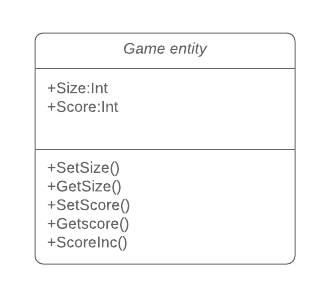 Game entity
+Size:Int
+Score:Int
+SetSize()
+GetSize()
+SetScore()
+Getscore()
+ScoreInc()